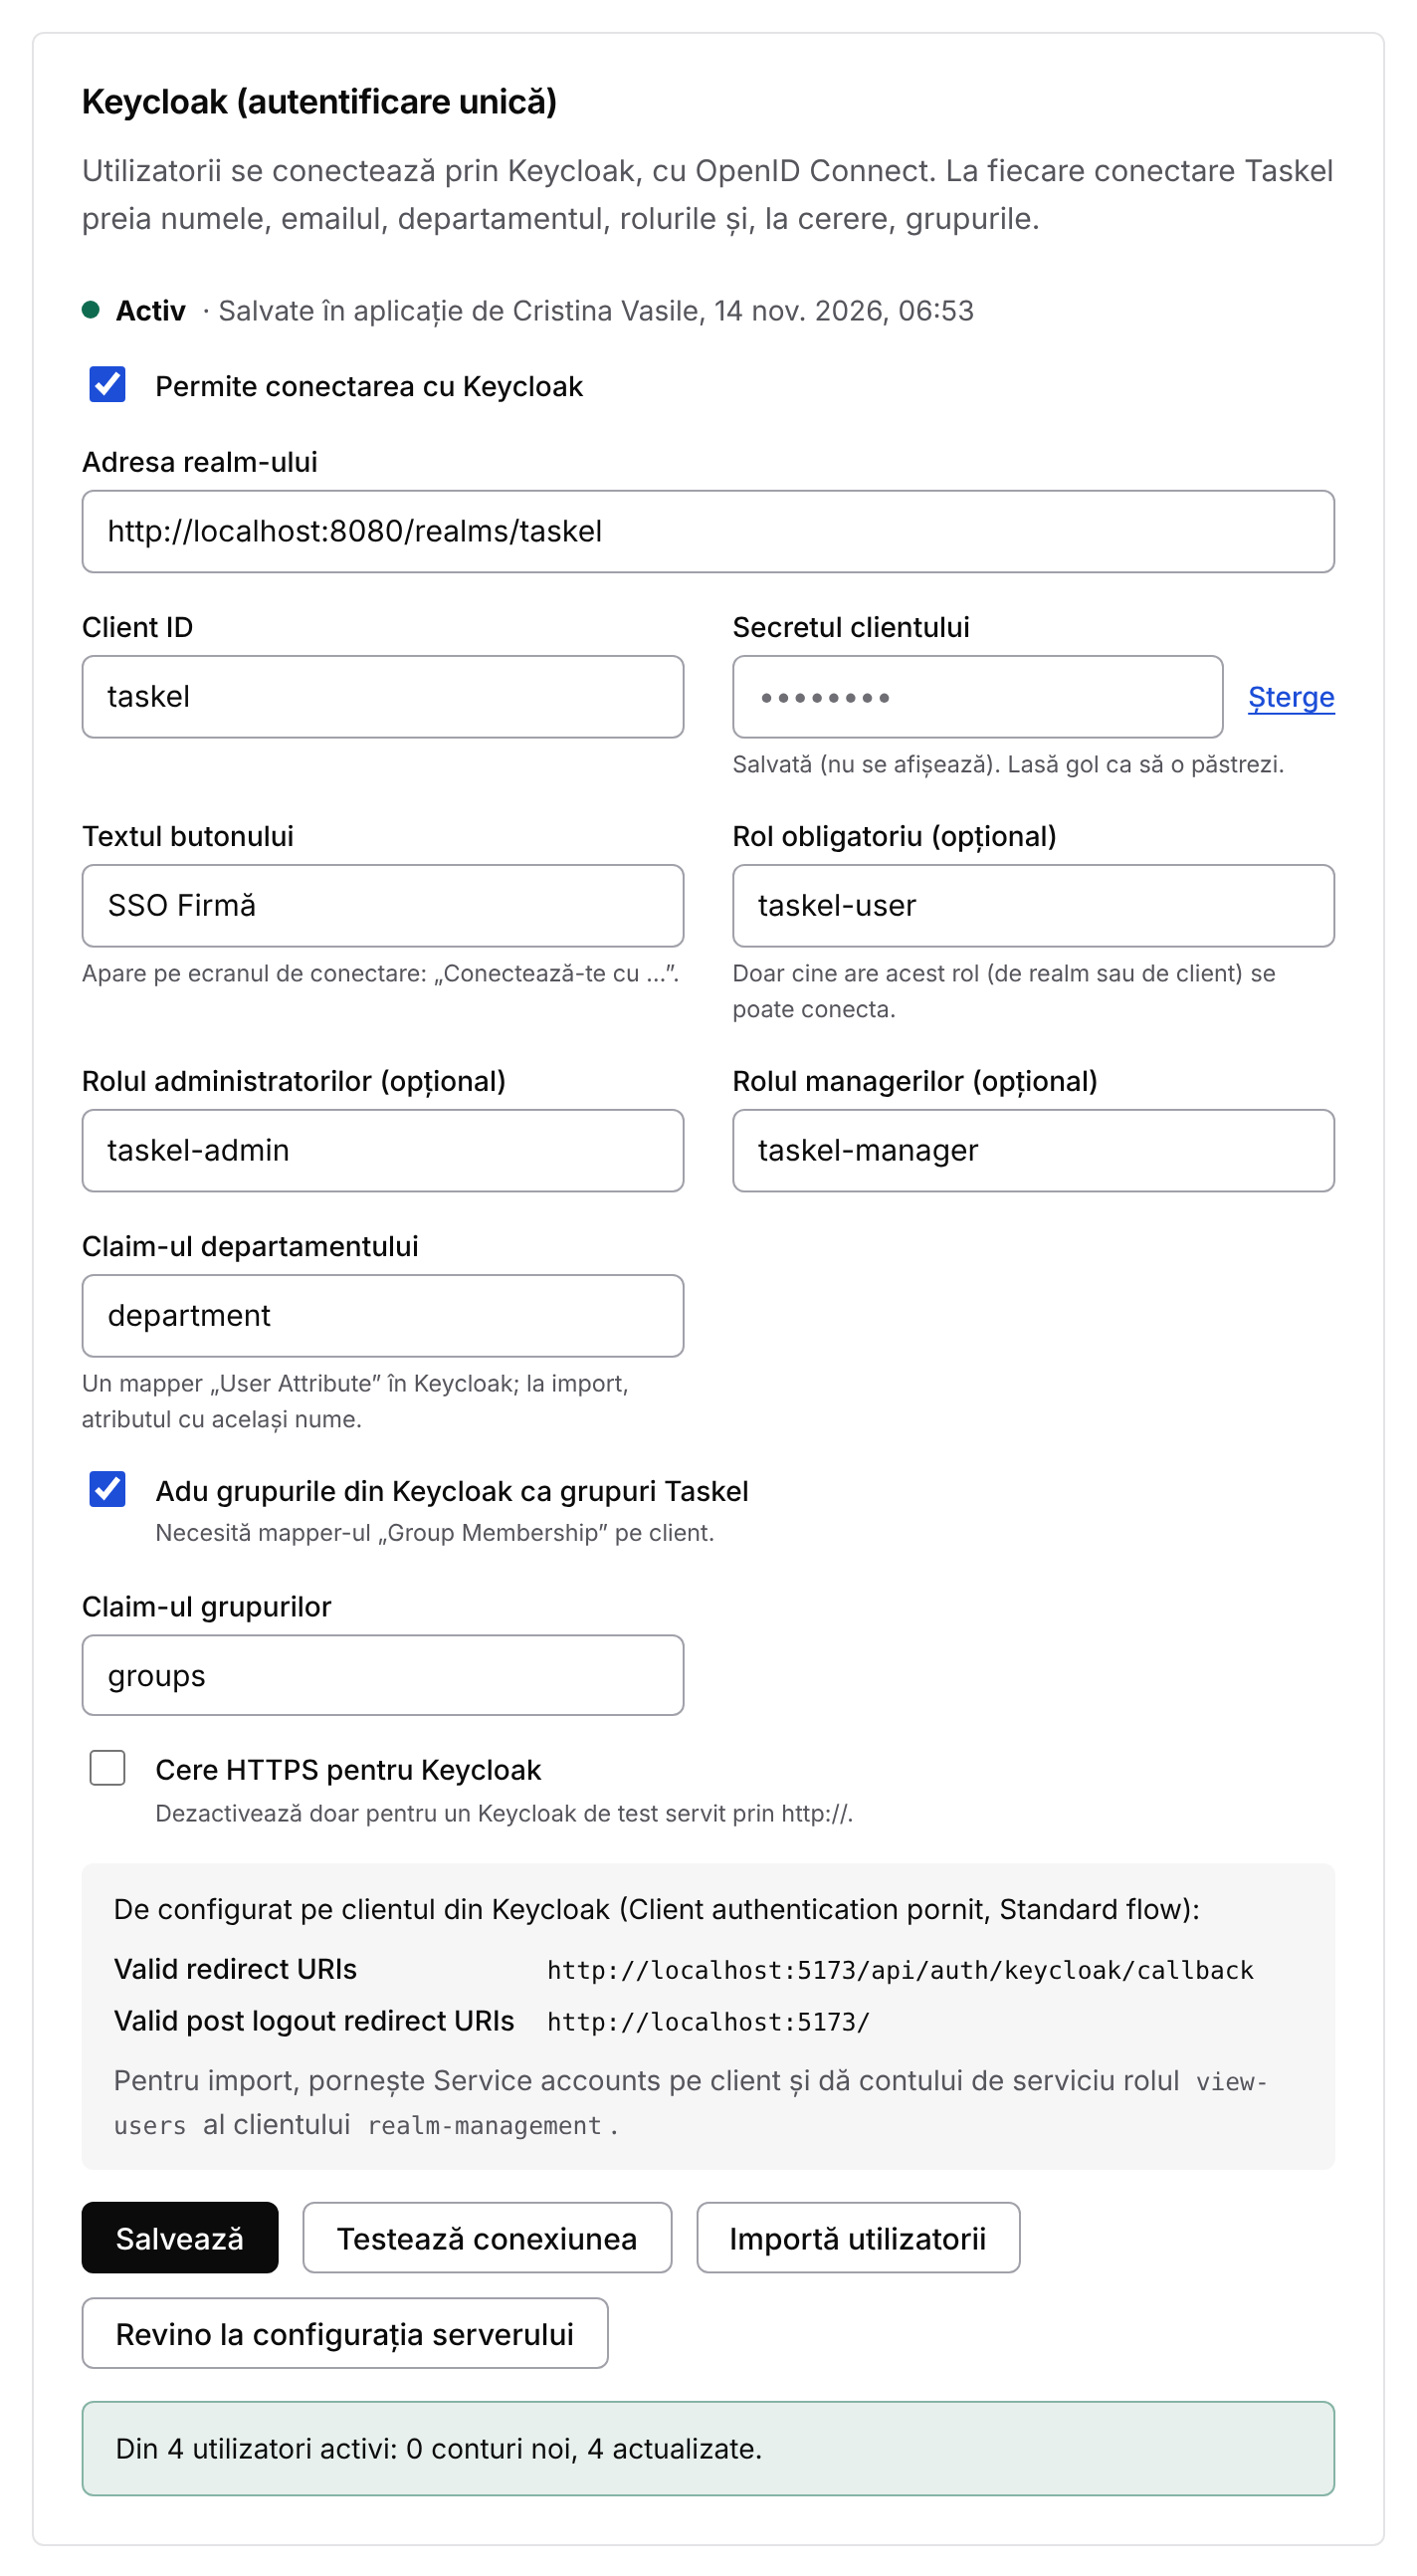 Keycloak (autentificare unică)
Utilizatorii se conectează prin Keycloak, cu OpenID Connect. La fiecare conectare Taskel
preia numele, emailul, departamentul, rolurile și, la cerere, grupurile.
Activ · Salvate în aplicație de Cristina Vasile, 14 nov. 2026, 06:53
Permite conectarea cu Keycloak
Adresa realm-ului
http://localhost:8080/realms/taskel
Client ID
taskel
Secretul clientului
••••••••
Șterge
Salvată (nu se afișează). Lasă gol ca să o păstrezi.
Textul butonului
SSO Firmă
Apare pe ecranul de conectare: „Conectează-te cu ...”.
Rol obligatoriu (opțional)
taskel-user
Doar cine are acest rol (de realm sau de client) se
poate conecta.
Rolul administratorilor (opțional)
taskel-admin
Rolul managerilor (opțional)
taskel-manager
Claim-ul departamentului
department
Un mapper „User Attribute” în Keycloak; la import,
atributul cu același nume.
Adu grupurile din Keycloak ca grupuri Taskel
Necesită mapper-ul „Group Membership” pe client.
Claim-ul grupurilor
groups
Cere HTTPS pentru Keycloak
Dezactivează doar pentru un Keycloak de test servit prin http://.
De configurat pe clientul din Keycloak (Client authentication pornit, Standard flow):
Valid redirect URIs http://localhost:5173/api/auth/keycloak/callback
Valid post logout redirect URIs http://localhost:5173/
Pentru import, pornește Service accounts pe client și dă contului de serviciu rolul view-
users al clientului realm-management.
Salvează
Testează conexiunea
Importă utilizatorii
Revino la configurația serverului
Din 4 utilizatori activi: 0 conturi noi, 4 actualizate.